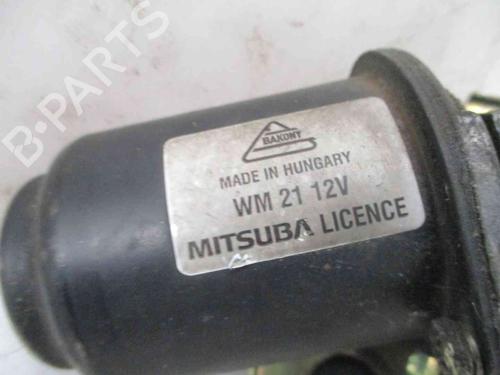 B-PARTS
BAKONY
MADE IN HUNGARY
WM 21 12V
MITSUBA LICENCE